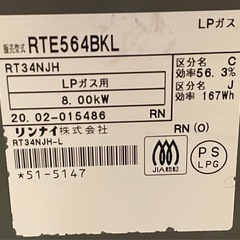 LPガス
販売型式 RTE564BKL
RT34NJH
LPガス用
8.00kW
20.02-015486 RN
リンナイ株式会社
RT34NJH-L
*51-5147
区分名 C
効率56.3%
区分名 J
効率 167Wh
RN (O)
JIA認証
PS
LPG